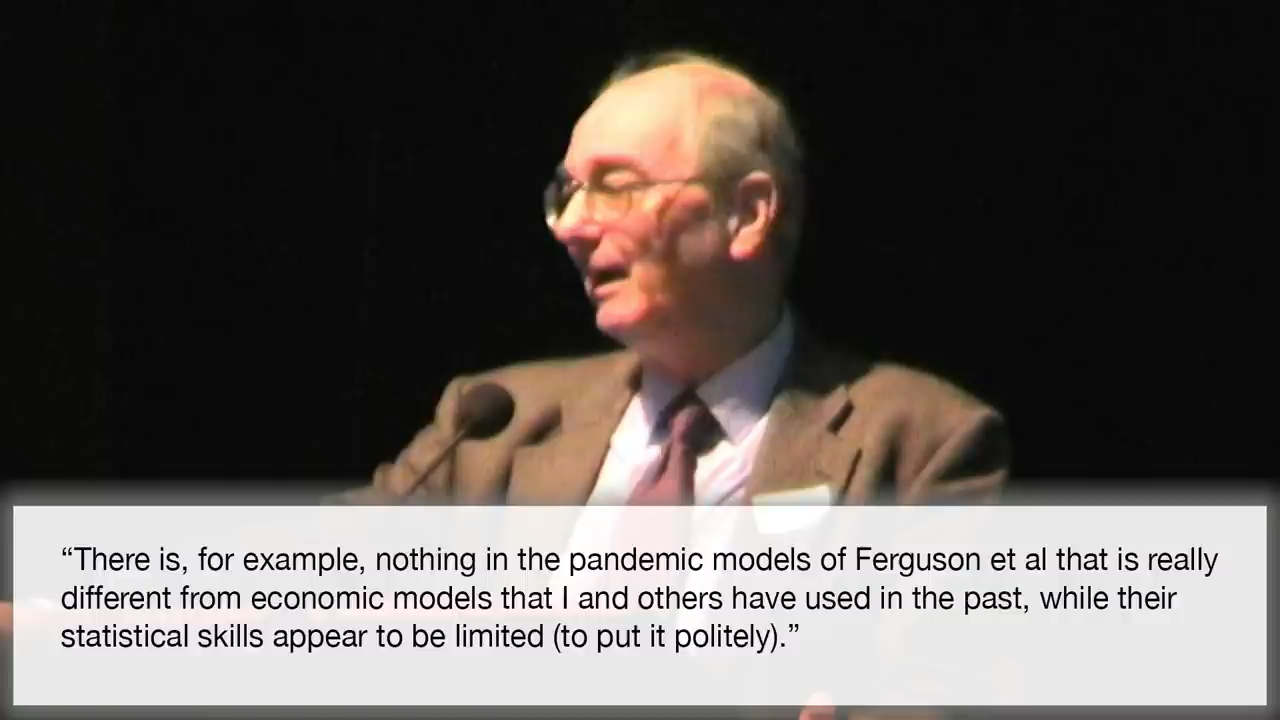 “There is, for example, nothing in the pandemic models of Ferguson et al that is really
different from economic models that I and others have used in the past, while their
statistical skills appear to be limited (to put it politely).”